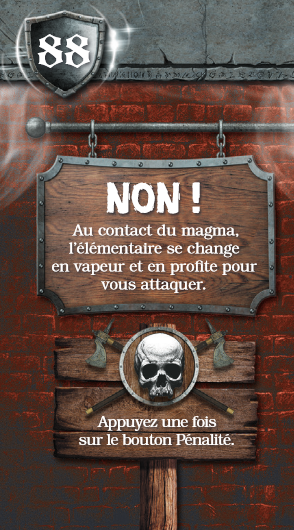 88
NON !
Au contact du magma,
l'élémentaire se change
en vapeur et en profite pour
vous attaquer.
Appuyez une fois
sur le bouton Pénalité.